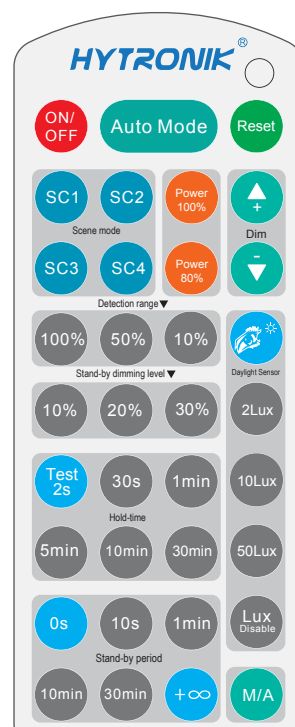 HYTRONIK®
ON/
OFF
Auto Mode
Reset
SC1
SC2
Power
100%
+
Scene mode
Dim
SC3
SC4
Power
80%
-
Detection range▼
100%
50%
10%
Daylight Sensor
Stand-by dimming level▼
10%
20%
30%
2Lux
Test
2s
30s
1min
10Lux
Hold-time
5min
10min
30min
50Lux
0s
10s
1min
Lux
Disable
Stand-by period
10min
30min
+∞
M/A